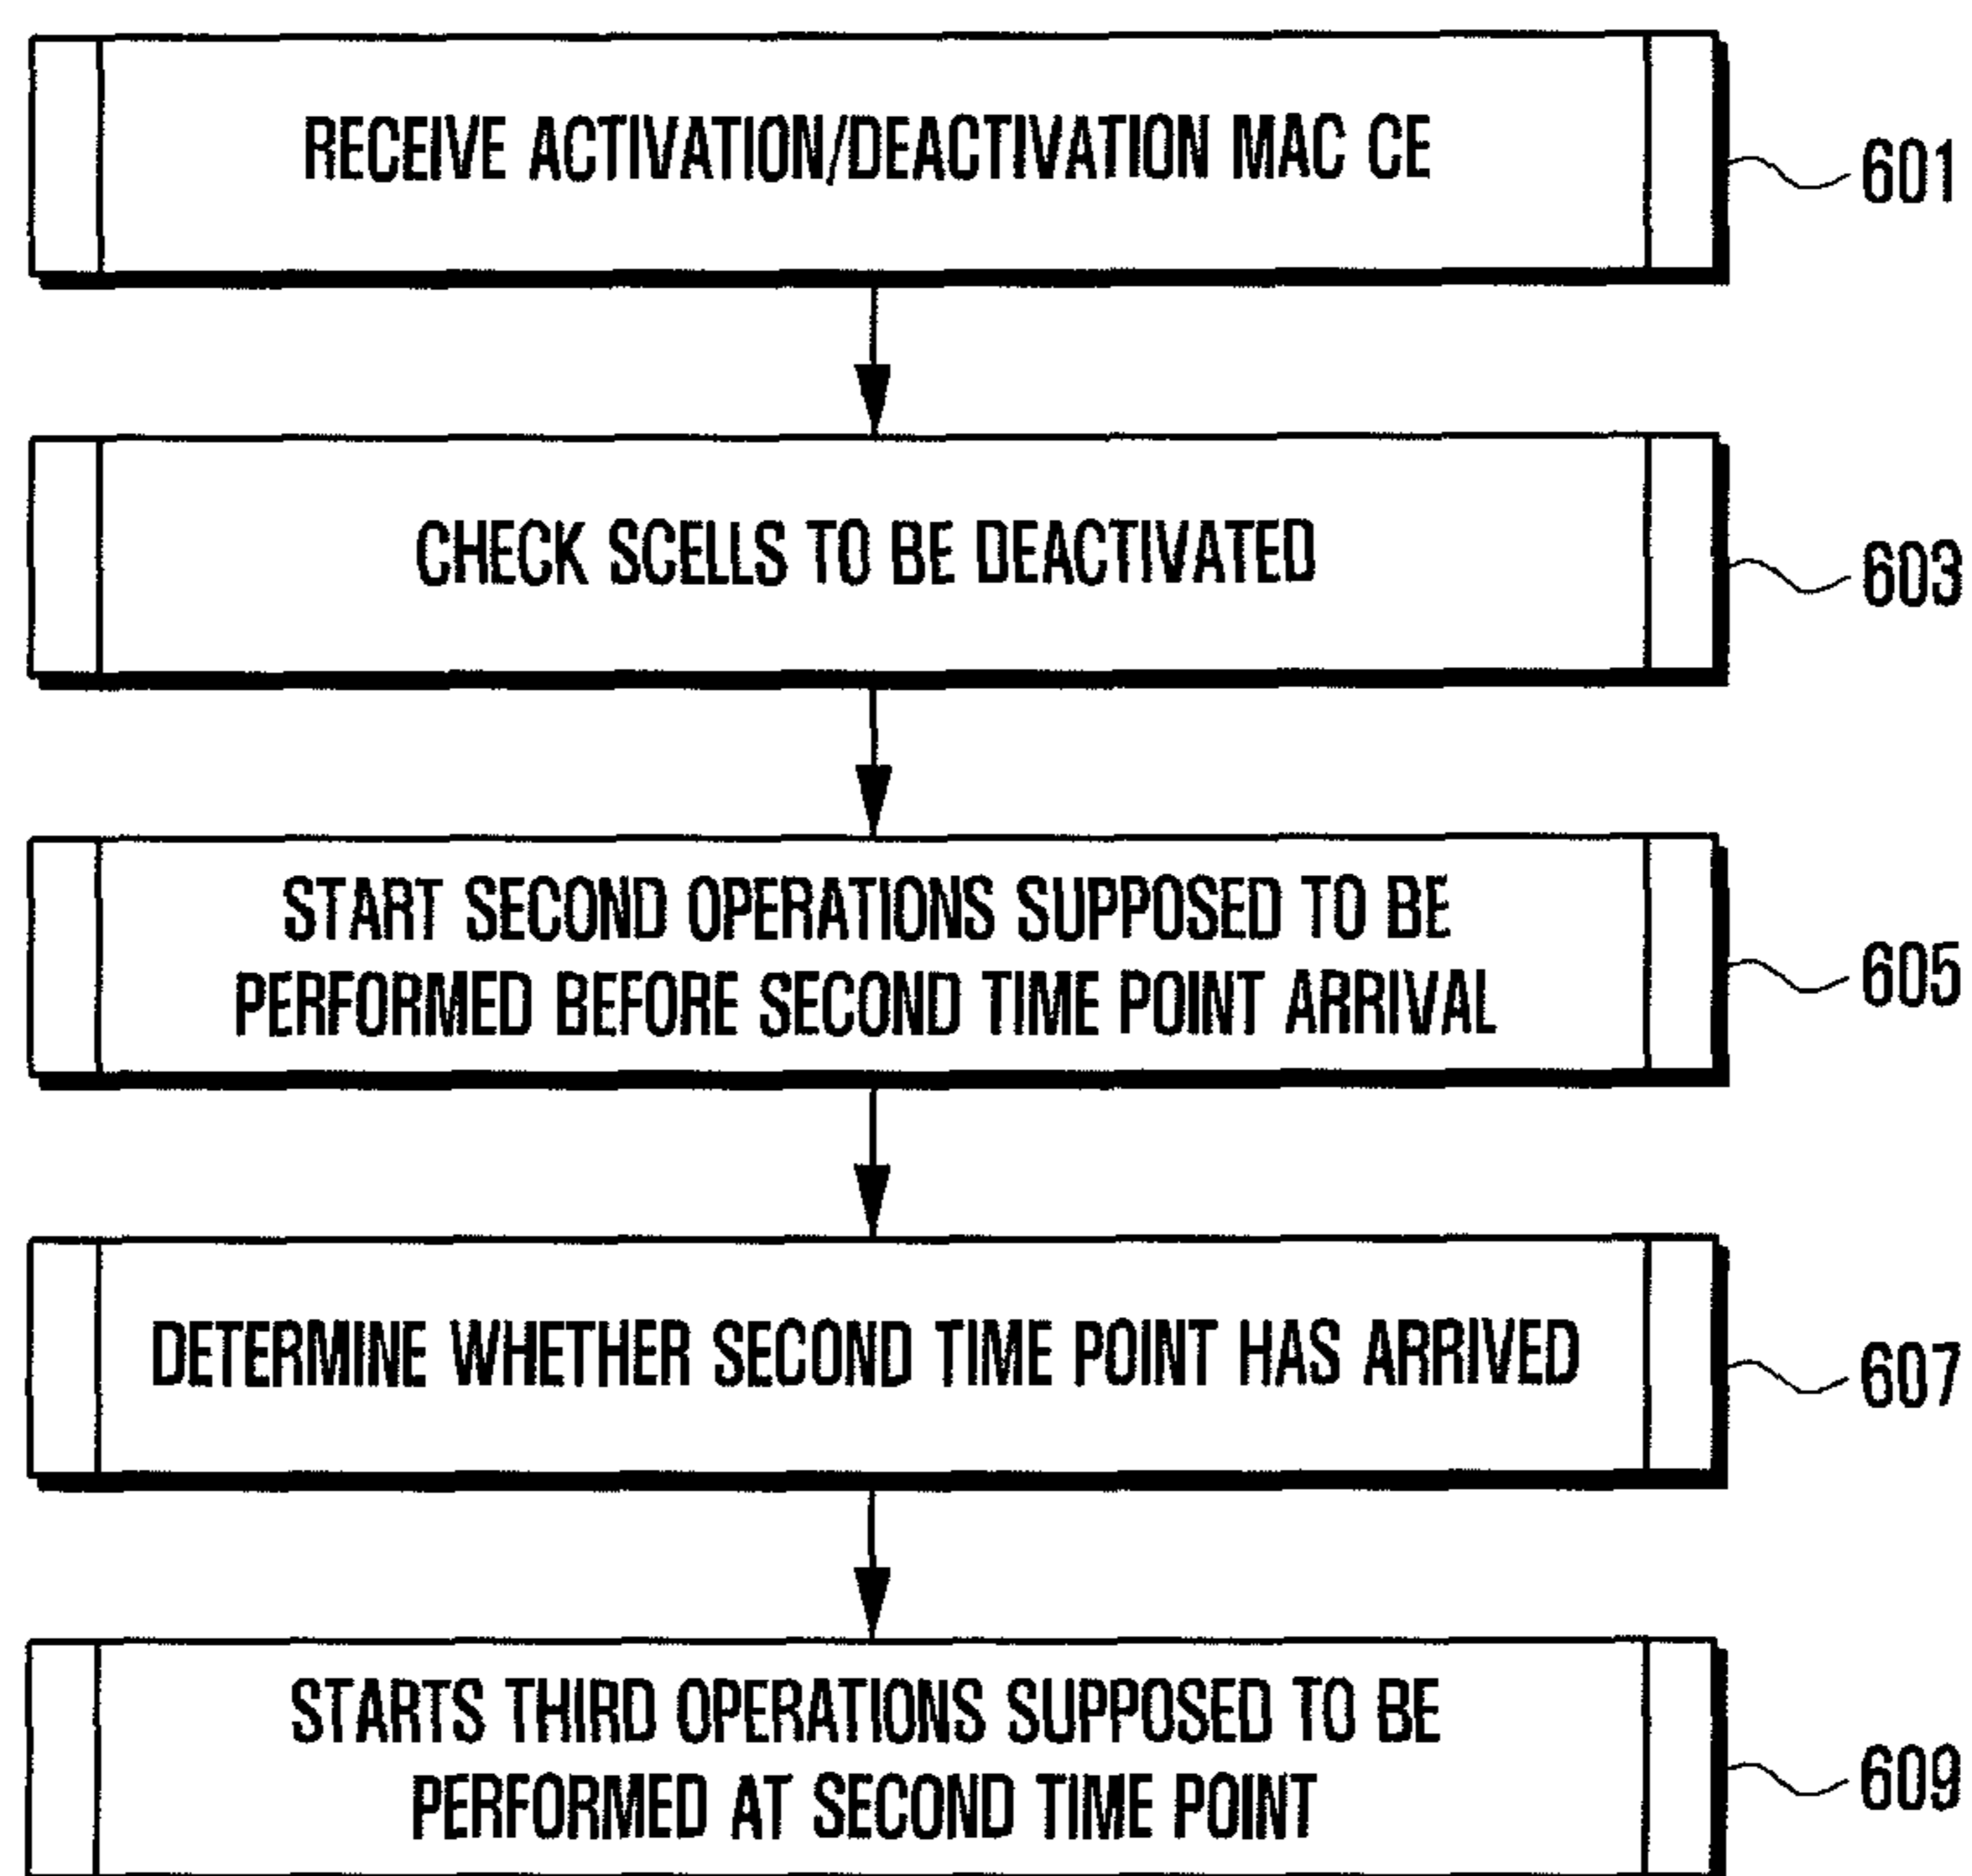 RECEIVE ACTIVATION/DEACTIVATION MAC CE
601
CHECK SCELLS TO BE DEACTIVATED
603
START SECOND OPERATIONS SUPPOSED TO BE
PERFORMED BEFORE SECOND TIME POINT ARRIVAL
605
DETERMINE WHETHER SECOND TIME POINT HAS ARRIVED
607
STARTS THIRD OPERATIONS SUPPOSED TO BE
PERFORMED AT SECOND TIME POINT
609